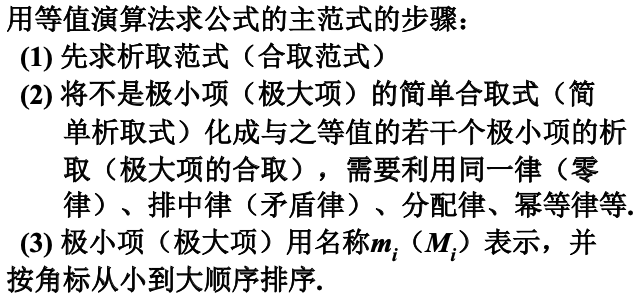 用等值演算法求公式的主范式的步骤：
(1) 先求析取范式（合取范式）
(2) 将不是极小项（极大项）的简单合取式（简
单析取式）化成与之等值的若干个极小项的析
取（极大项的合取），需要利用同一律（零
律）、排中律（矛盾律）、分配律、幂等律等.
(3) 极小项（极大项）用名称mᵢ（Mᵢ）表示，并
按角标从小到大顺序排序.